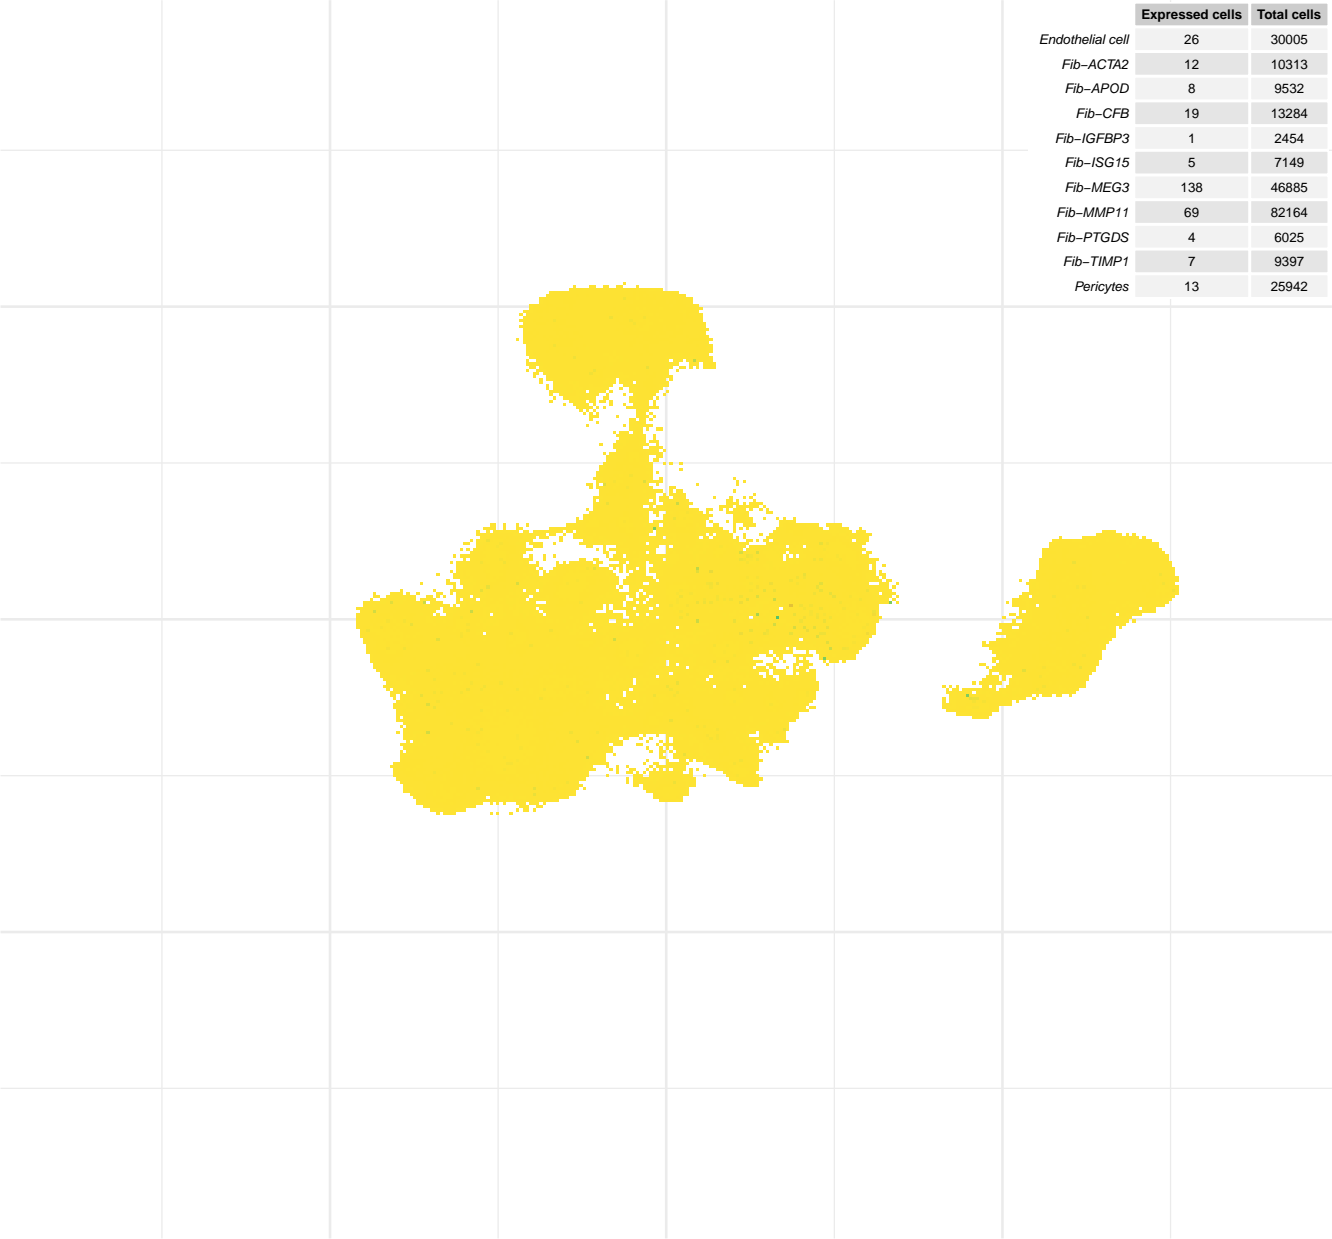 Expressed cells Total cells
Endothelial cell 26 30005
Fib−ACTA2 12 10313
Fib−APOD 8 9532
Fib−CFB 19 13284
Fib−IGFBP3 1 2454
Fib−ISG15 5 7149
Fib−MEG3 138 46885
Fib−MMP11 69 82164
Fib−PTGDS 4 6025
Fib−TIMP1 7 9397
Pericytes 13 25942